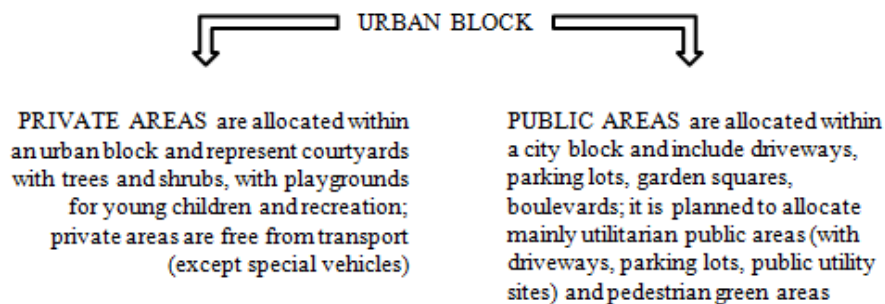 URBAN BLOCK
PRIVATE AREAS are allocated within
an urban block and represent courtyards
with trees and shrubs, with playgrounds
for young children and recreation;
private areas are free from transport
(except special vehicles)
PUBLIC AREAS are allocated within
a city block and include driveways,
parking lots, garden squares,
boulevards; it is planned to allocate
mainly utilitarian public areas (with
driveways, parking lots, public utility
sites) and pedestrian green areas